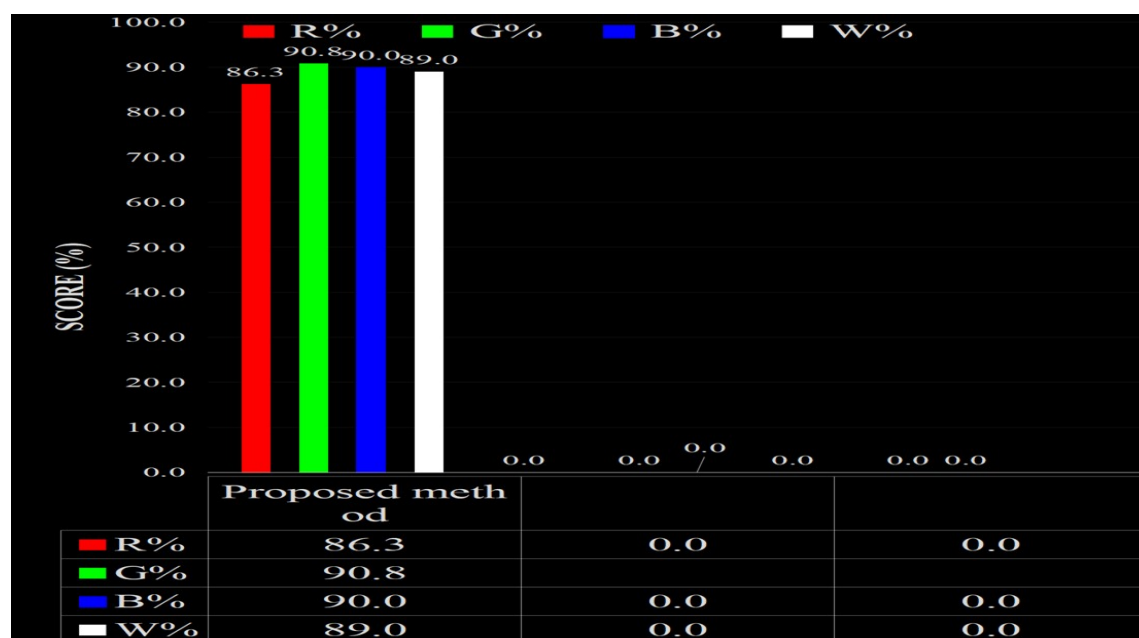 100.0 R% G% B% W%
90.8 90.0 89.0
90.0 86.3
80.0
70.0
60.0
50.0
SCORE (%)
40.0
30.0
20.0
10.0
0.0
0.0 0.0 0.0 0.0 0.0 0.0
Proposed meth
od
R% 86.3 0.0 0.0
G% 90.8
B% 90.0 0.0 0.0
W% 89.0 0.0 0.0